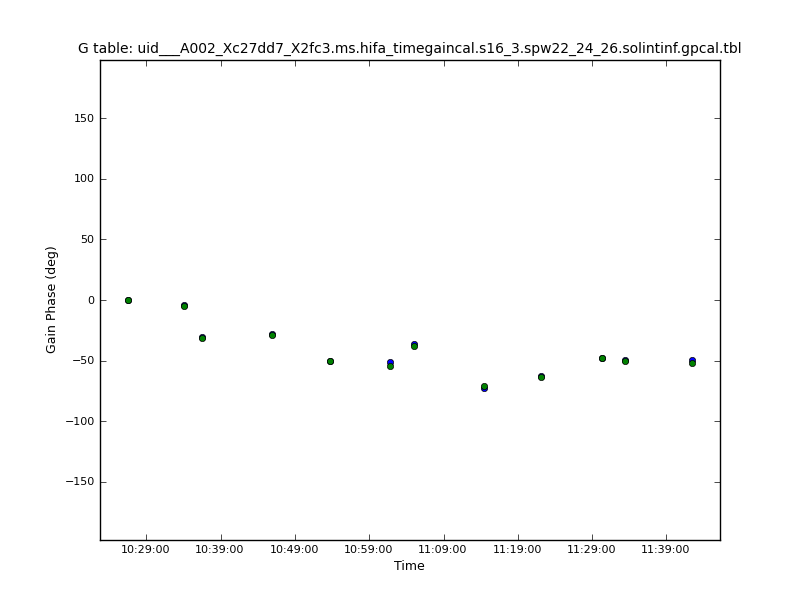 G table: uid___A002_Xc27dd7_X2fc3.ms.hifa_timegaincal.s16_3.spw22_24_26.solintinf.gpcal.tbl
150
100
50
0
−50
−100
−150
Gain Phase (deg)
10:29:00 10:39:00 10:49:00 10:59:00 11:09:00 11:19:00 11:29:00 11:39:00
Time